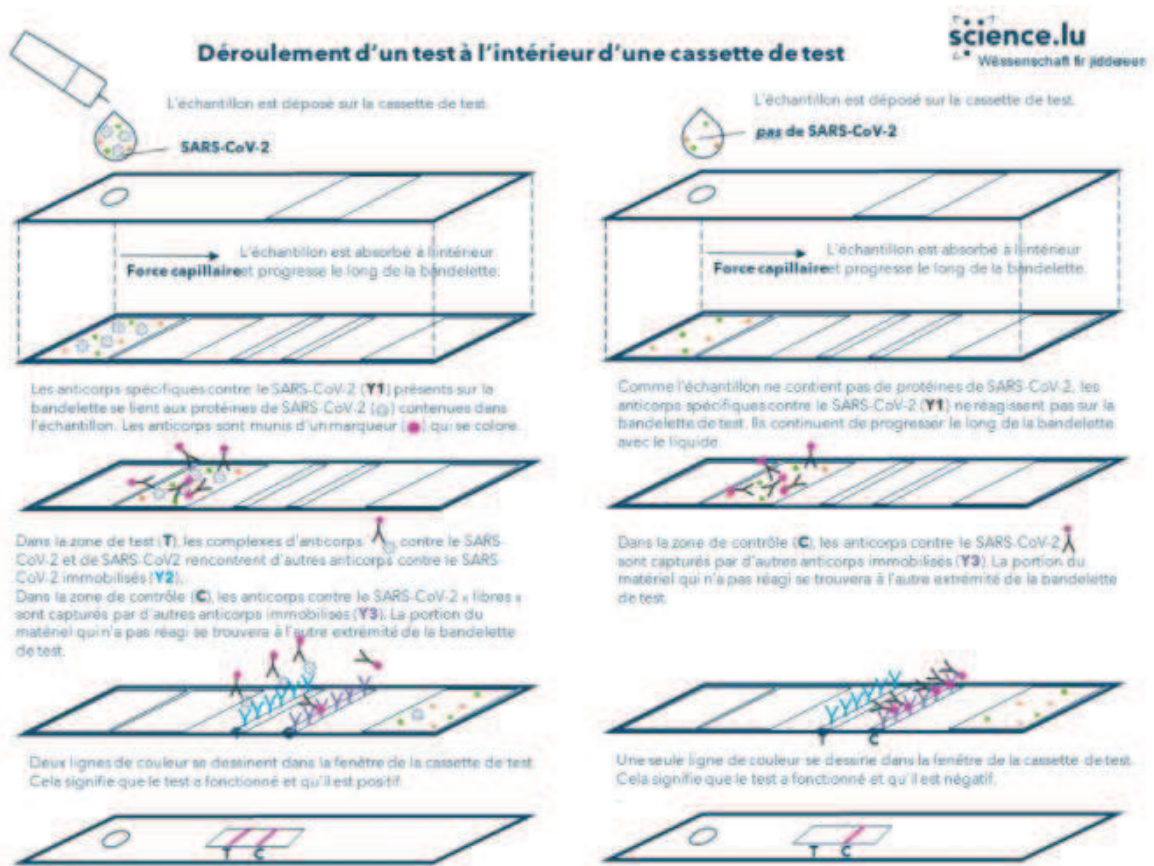 Déroulement d'un test à l'intérieur d'une cassette de test
science.lu
Wëssenschaft fir jiddereen
L'échantillon est déposé sur la cassette de test.
SARS-CoV-2
L'échantillon est absorbé à l'intérieur
Force capillaire et progresse le long de la bandelette.
Les anticorps spécifiques contre le SARS-CoV-2 (Y1) présents sur la
bandelette se lient aux protéines de SARS-CoV-2 ( ) contenues dans
l'échantillon. Les anticorps sont munis d'un marqueur ( ) qui se colore.
Dans la zone de test (T), les complexes d'anticorps contre le SARS-
CoV-2 et de SARS-CoV2 rencontrent d'autres anticorps contre le SARS-
CoV-2 immobilisés (Y2).
Dans la zone de contrôle (C), les anticorps contre le SARS-CoV-2 « libres »
sont capturés par d'autres anticorps immobilisés (Y3). La portion du
matériel qui n'a pas réagi se trouvera à l'autre extrémité de la bandelette
de test.
T C
Deux lignes de couleur se dessinent dans la fenêtre de la cassette de test.
Cela signifie que le test a fonctionné et qu'il est positif.
T C
L'échantillon est déposé sur la cassette de test.
pas de SARS-CoV-2
L'échantillon est absorbé à l'intérieur
Force capillaire et progresse le long de la bandelette.
Comme l'échantillon ne contient pas de protéines de SARS-CoV-2, les
anticorps spécifiques contre le SARS-CoV-2 (Y1) ne réagissent pas sur la
bandelette de test. Ils continuent de progresser le long de la bandelette
avec le liquide.
Dans la zone de contrôle (C), les anticorps contre le SARS-CoV-2
sont capturés par d'autres anticorps immobilisés (Y3). La portion du
matériel qui n'a pas réagi se trouvera à l'autre extrémité de la bandelette
de test.
T C
Une seule ligne de couleur se dessine dans la fenêtre de la cassette de test.
Cela signifie que le test a fonctionné et qu'il est négatif.
T C